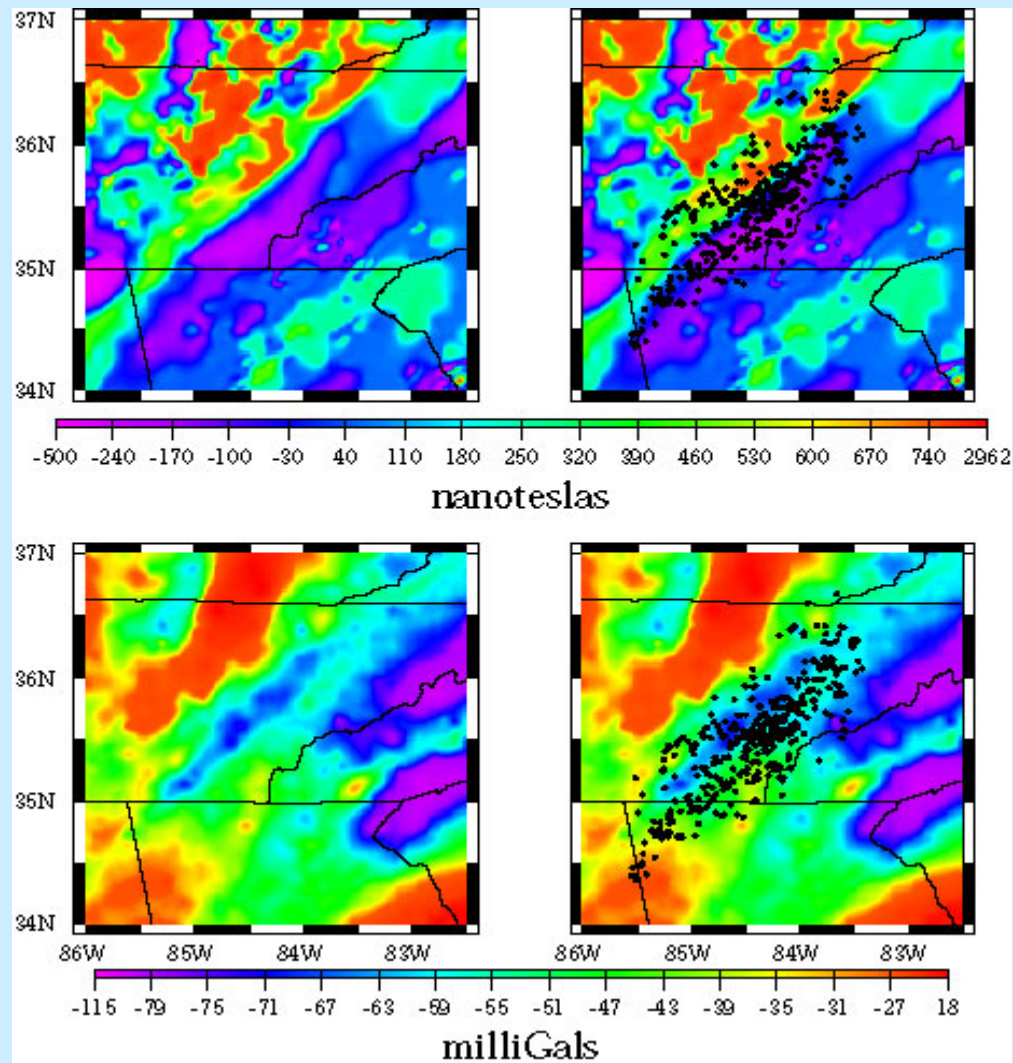 37N
36N
35N
34N
-500 -240 -170 -100 -30 40 110 180 250 320 390 460 530 600 670 740 2962
nanoteslas
37N
36N
35N
34N
86W 85W 84W 83W 86W 85W 84W 83W
-115 -79 -75 -71 -67 -63 -59 -55 -51 -47 -43 -39 -35 -31 -27 18
milliGals